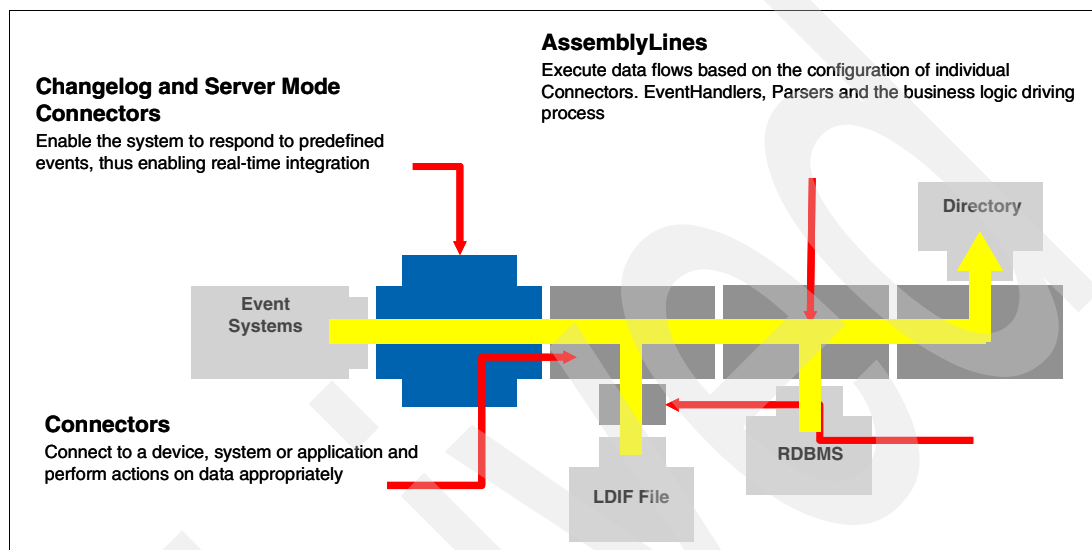 AssemblyLines
Execute data flows based on the configuration of individual
Connectors. EventHandlers, Parsers and the business logic driving
process
Changelog and Server Mode
Connectors
Enable the system to respond to predefined
events, thus enabling real-time integration
Directory
Event
Systems
Connectors
Connect to a device, system or application and
perform actions on data appropriately
RDBMS
LDIF File